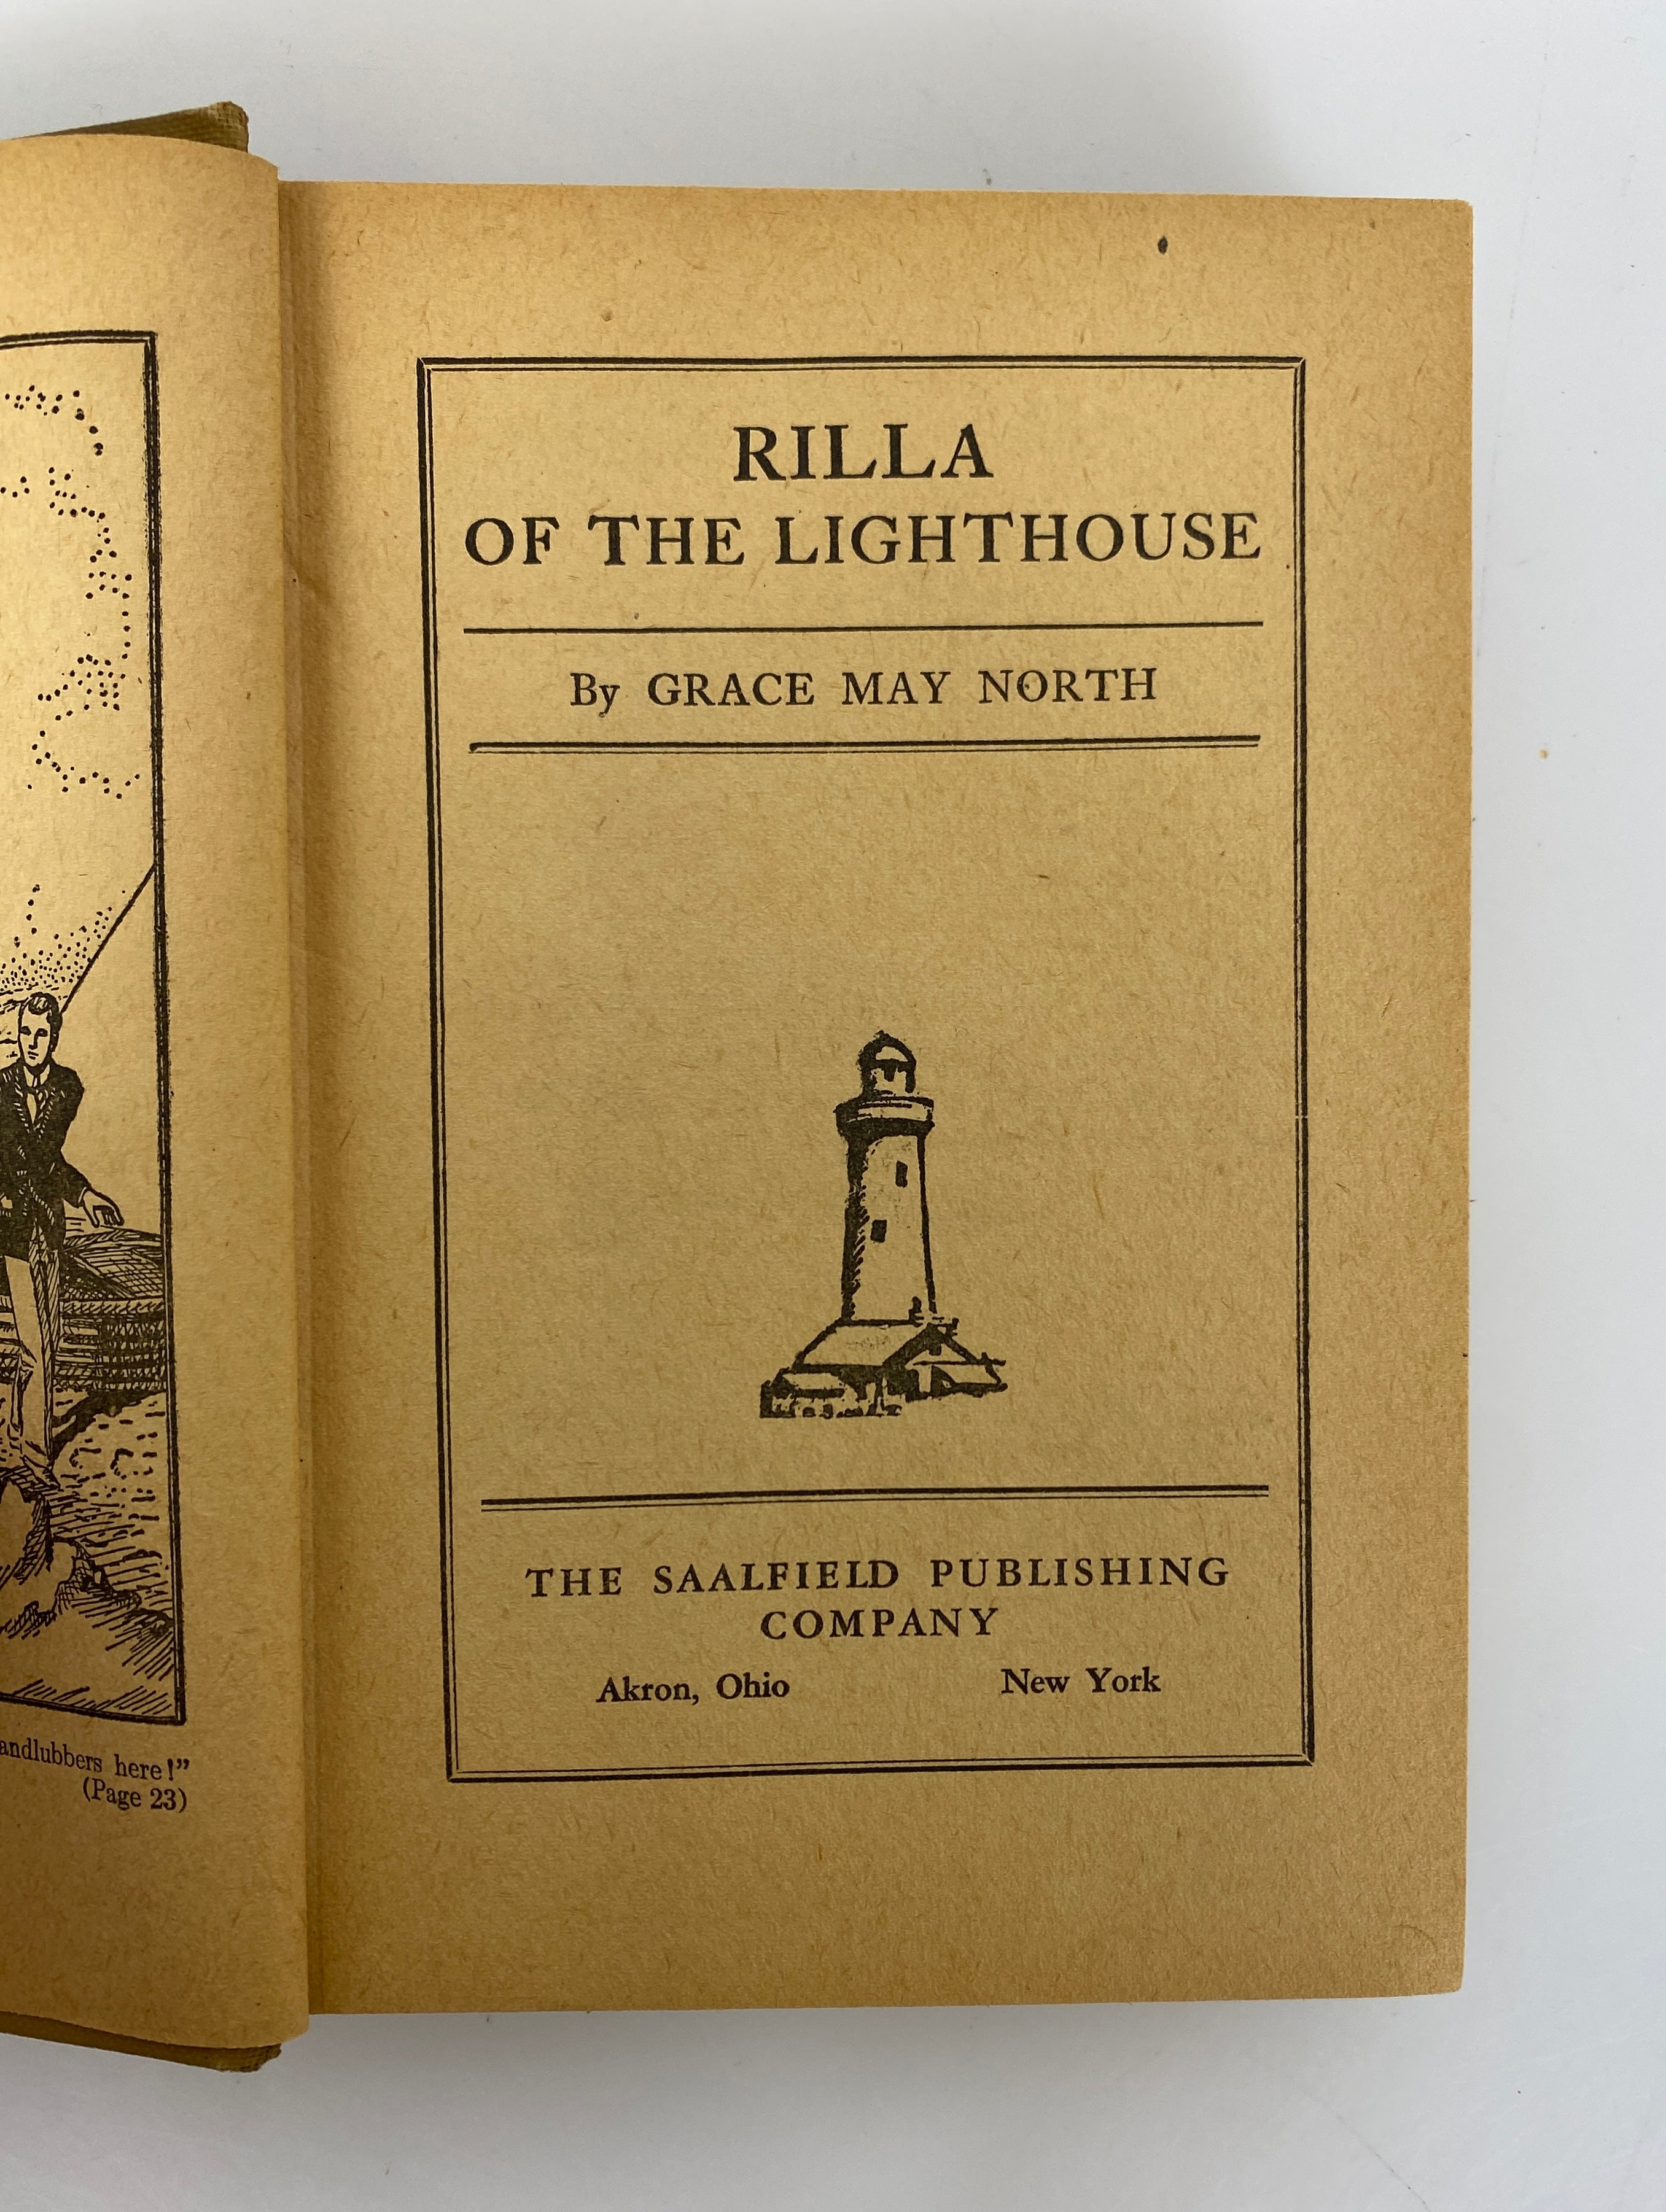 here!"
(Page 23)
RILLA
OF THE LIGHTHOUSE
By GRACE MAY NORTH
THE SAALFIELD PUBLISHING
COMPANY
Akron, Ohio New York